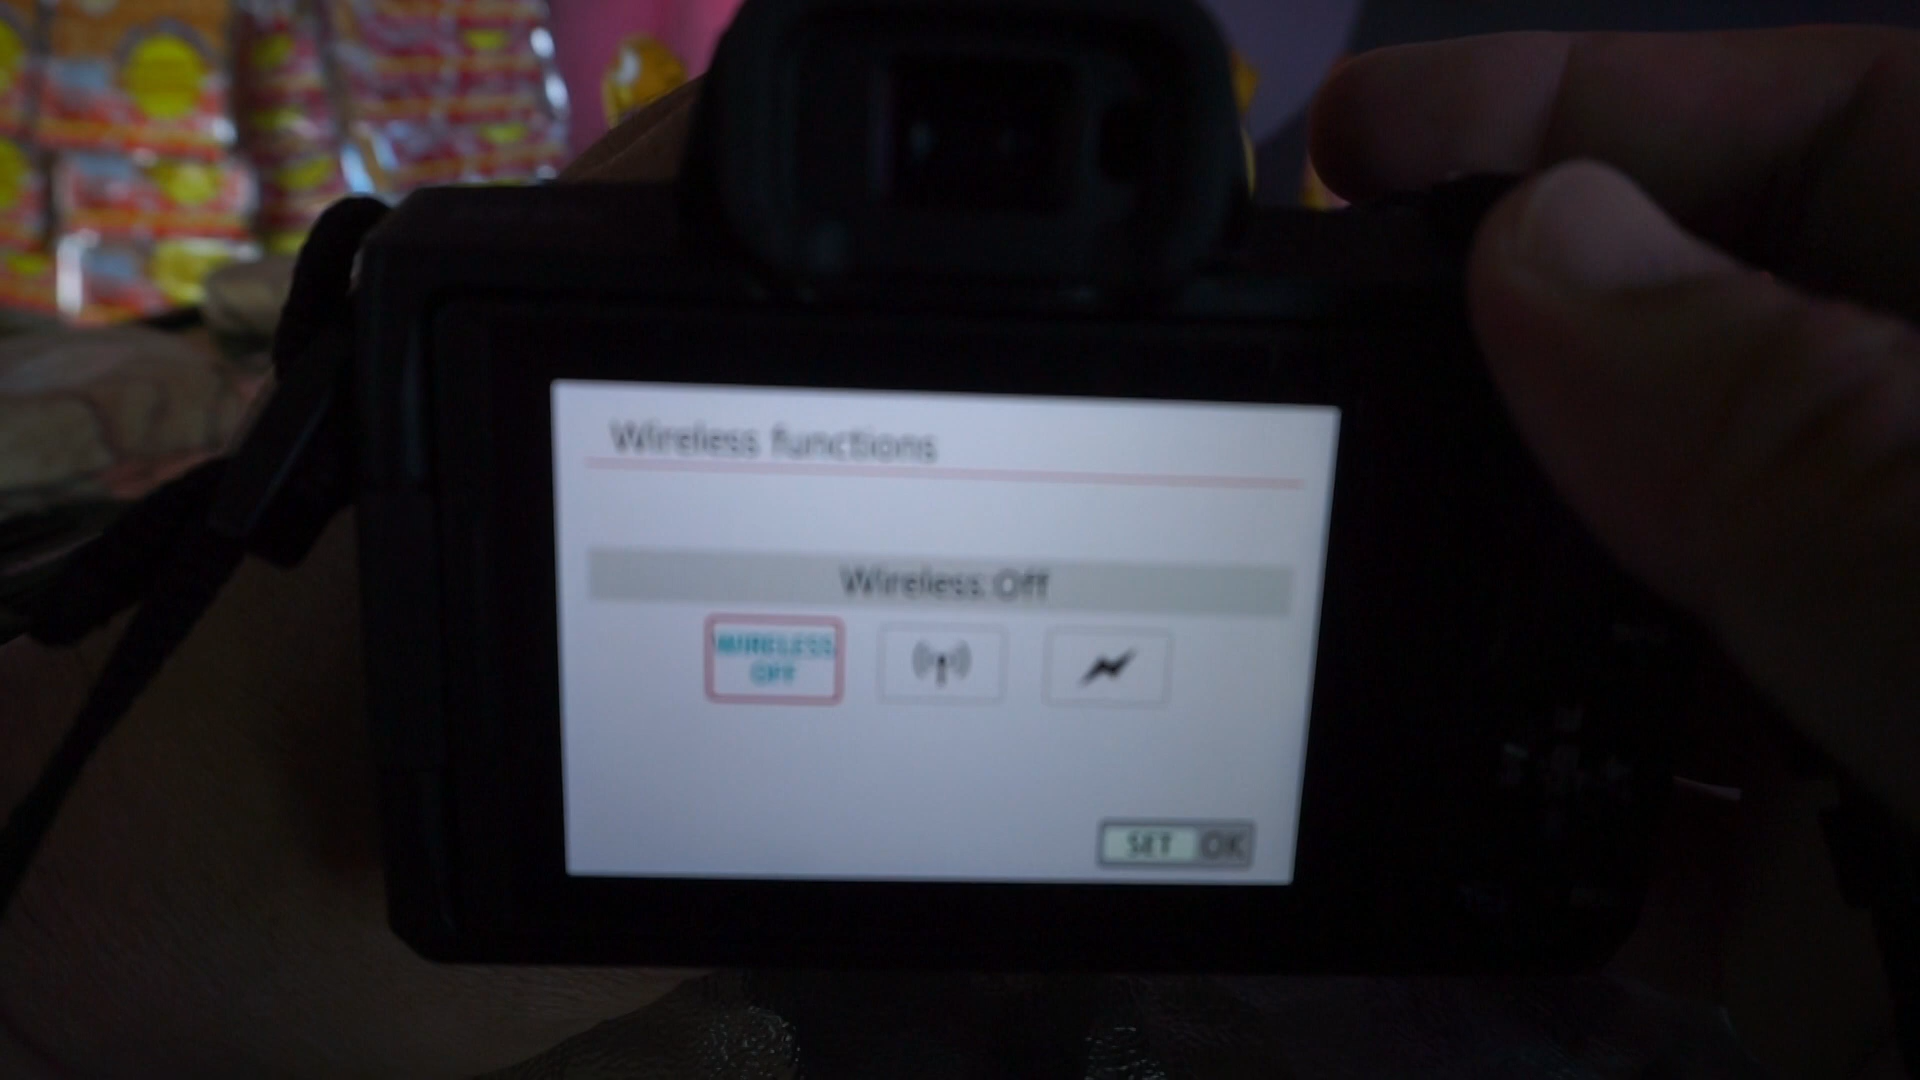 Wireless functions
Wireless:Off
WIRELESS
OFF
SET OK